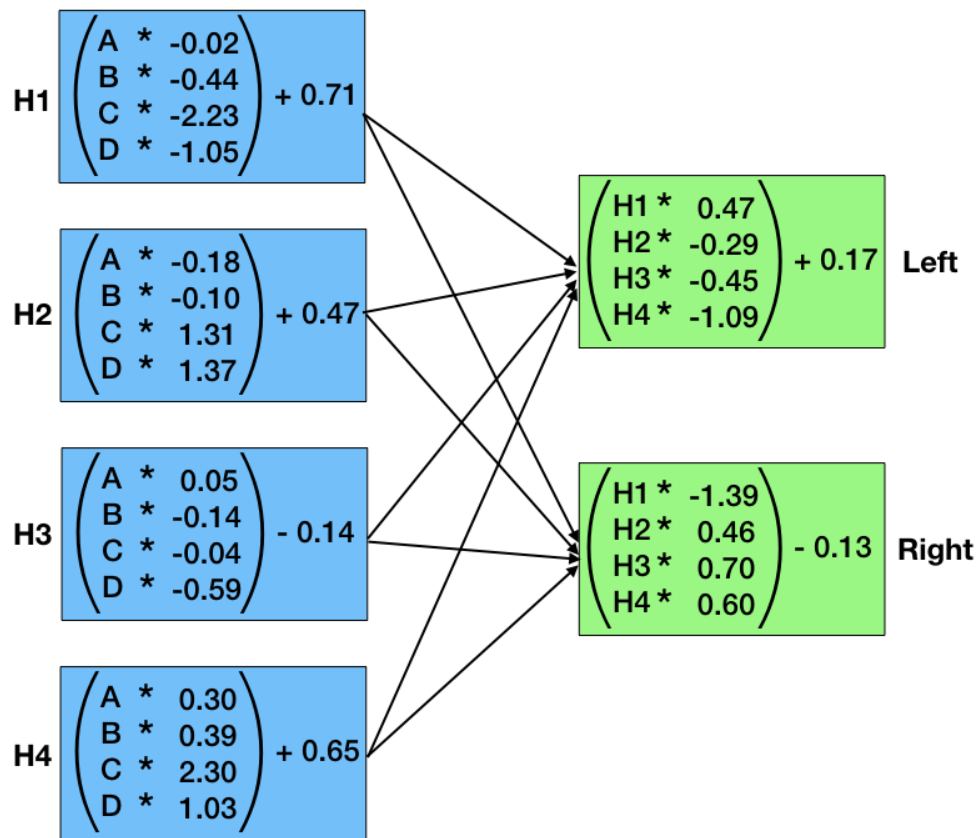 H1
A * -0.02
B * -0.44
C * -2.23
D * -1.05
+ 0.71
H2
A * -0.18
B * -0.10
C * 1.31
D * 1.37
+ 0.47
H3
A * 0.05
B * -0.14
C * -0.04
D * -0.59
- 0.14
H4
A * 0.30
B * 0.39
C * 2.30
D * 1.03
+ 0.65
H1 * 0.47
H2 * -0.29
H3 * -0.45
H4 * -1.09
+ 0.17
Left
H1 * -1.39
H2 * 0.46
H3 * 0.70
H4 * 0.60
- 0.13
Right